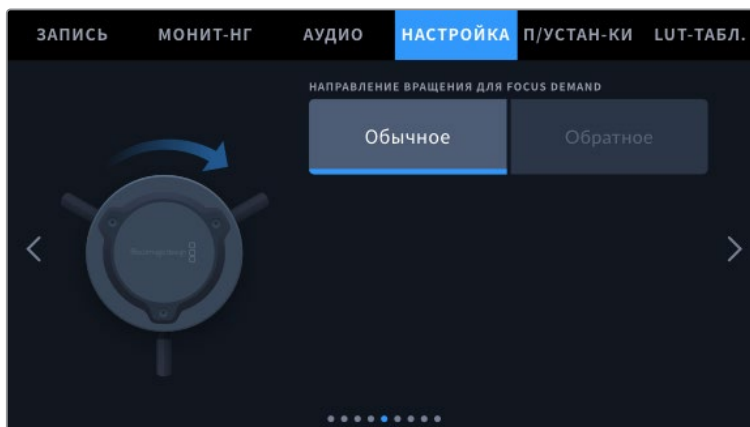 ЗАПИСЬ МОНИТ-НГ АУДИО НАСТРОЙКА П/УСТАН-КИ LUT-ТАБЛ.
НАПРАВЛЕНИЕ ВРАЩЕНИЯ ДЛЯ FOCUS DEMAND
Обычное Обратное